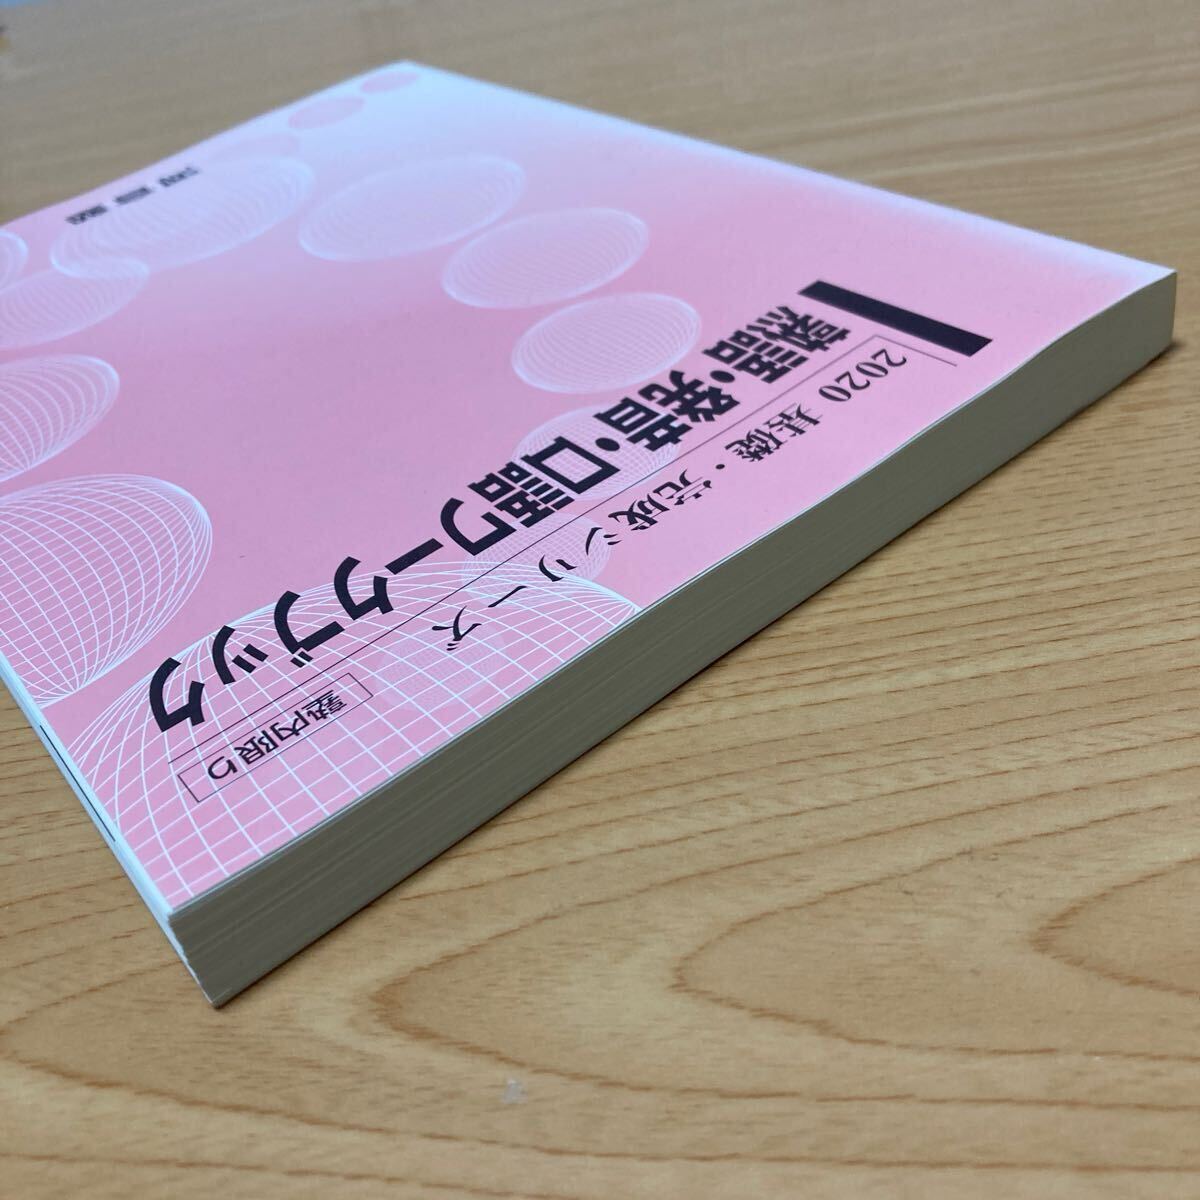 塾内限り
2020 基礎・完成シリーズ
熟語・発音・口語ワークブック